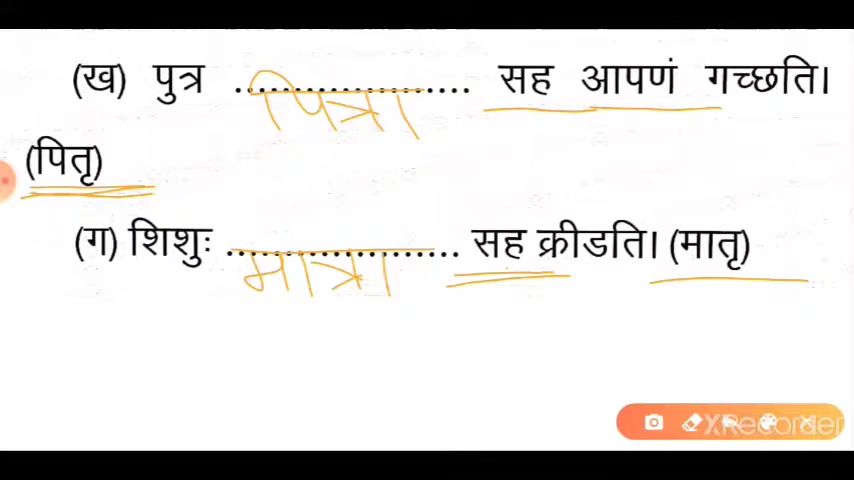 (ख) पुत्र ..... पित्रा ..... सह आपणं गच्छति।
(पितृ)
(ग) शिशुः ..... मात्रा ..... सह क्रीडति। (मातृ)
XRecorder